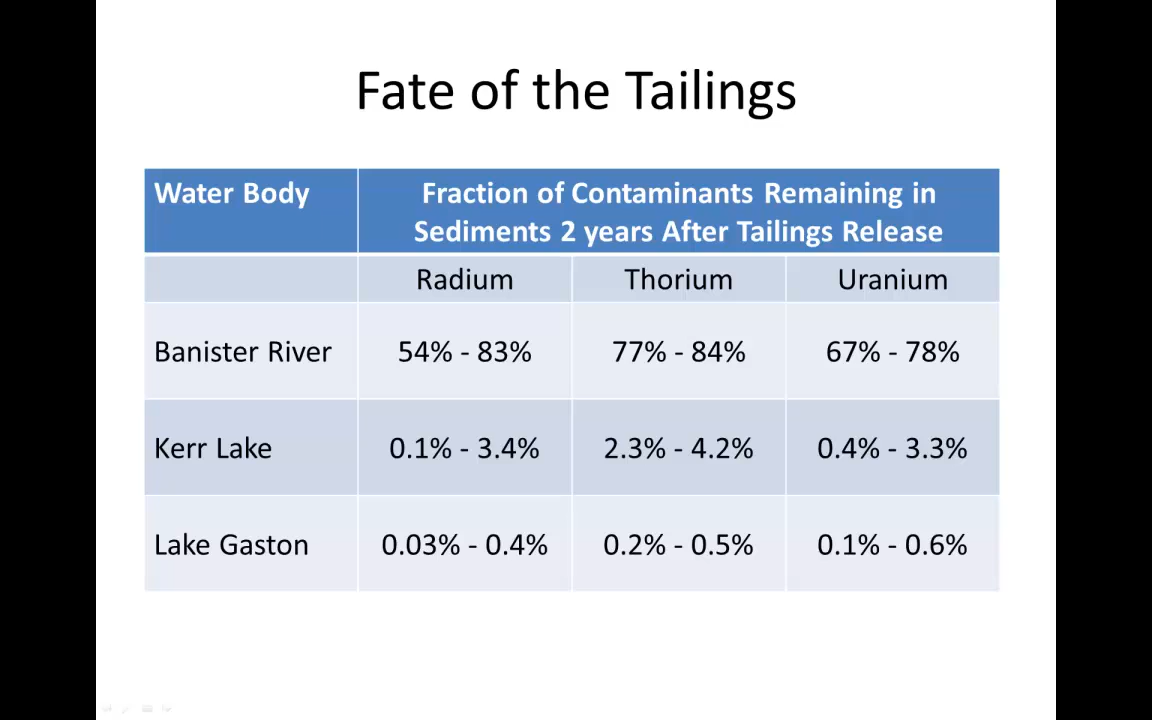 Fate of the Tailings
Water Body
Fraction of Contaminants Remaining in
Sediments 2 years After Tailings Release
Radium Thorium Uranium
Banister River 54% - 83% 77% - 84% 67% - 78%
Kerr Lake 0.1% - 3.4% 2.3% - 4.2% 0.4% - 3.3%
Lake Gaston 0.03% - 0.4% 0.2% - 0.5% 0.1% - 0.6%